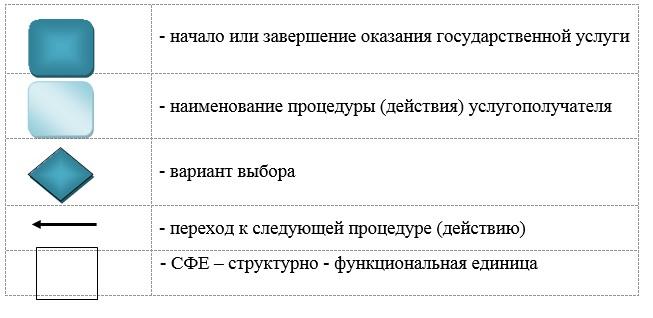 - начало или завершение оказания государственной услуги
- наименование процедуры (действия) услугополучателя
- вариант выбора
- переход к следующей процедуре (действию)
- СФЕ – структурно - функциональная единица